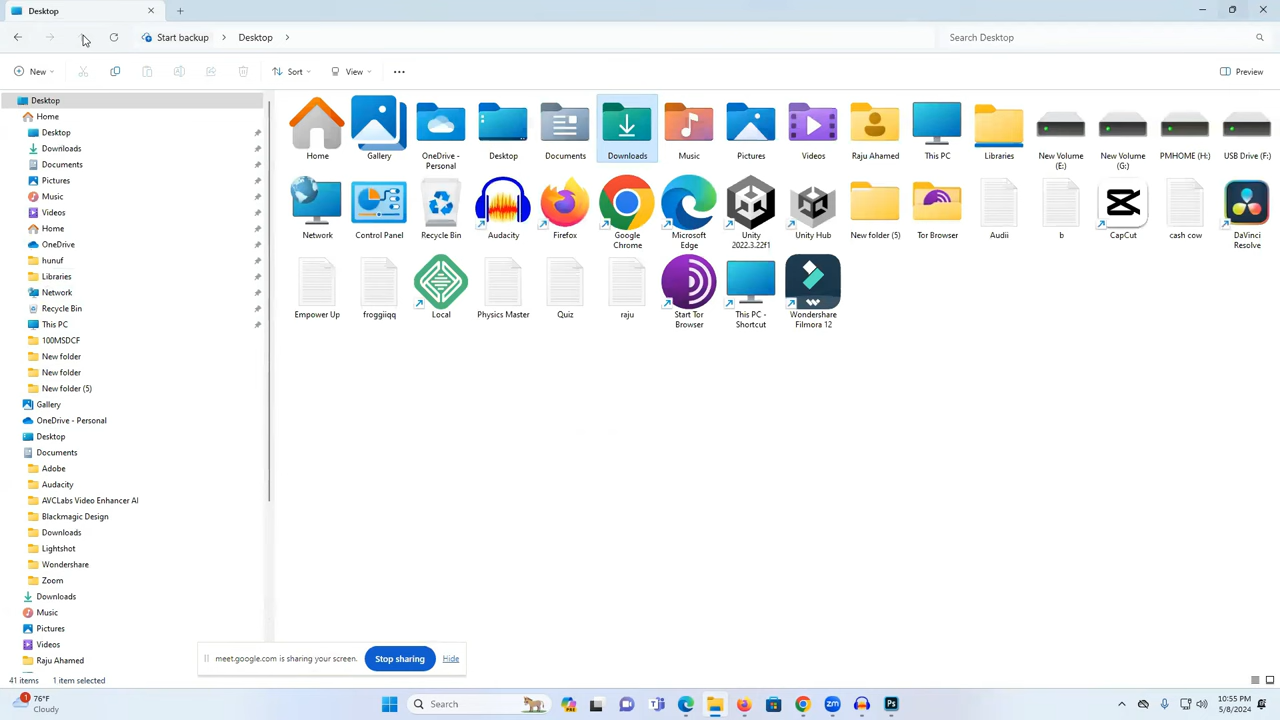 Desktop
Start backup
Desktop
Search Desktop
New
Sort
View
Preview
Desktop
Home
Desktop
Downloads
Documents
Pictures
Music
Videos
Home
OneDrive
hunuf
Libraries
Network
Recycle Bin
This PC
100MSDCF
New folder
New folder
New folder (5)
Gallery
OneDrive - Personal
Desktop
Documents
Adobe
Audacity
AVCLabs Video Enhancer AI
Blackmagic Design
Downloads
Lightshot
Wondershare
Zoom
Downloads
Music
Pictures
Videos
Raju Ahamed
Home
Gallery
OneDrive -
Personal
Desktop
Documents
Downloads
Music
Pictures
Videos
Raju Ahamed
This PC
Libraries
New Volume
(E:)
New Volume
(G:)
PMHOME (H:)
USB Drive (F:)
Network
Control Panel
Recycle Bin
Audacity
Firefox
Google
Chrome
Microsoft
Edge
Unity
2022.3.22f1
Unity Hub
New folder (5)
Tor Browser
Audii
b
CapCut
cash cow
DaVinci
Resolve
Empower Up
froggiiqq
Local
Physics Master
Quiz
raju
Start Tor
Browser
This PC -
Shortcut
Wondershare
Filmora 12
meet.google.com is sharing your screen.
Stop sharing
Hide
41 items
1 item selected
1
76°F
Cloudy
Search
PRE
zm
Ps
10:55 PM
5/8/2024